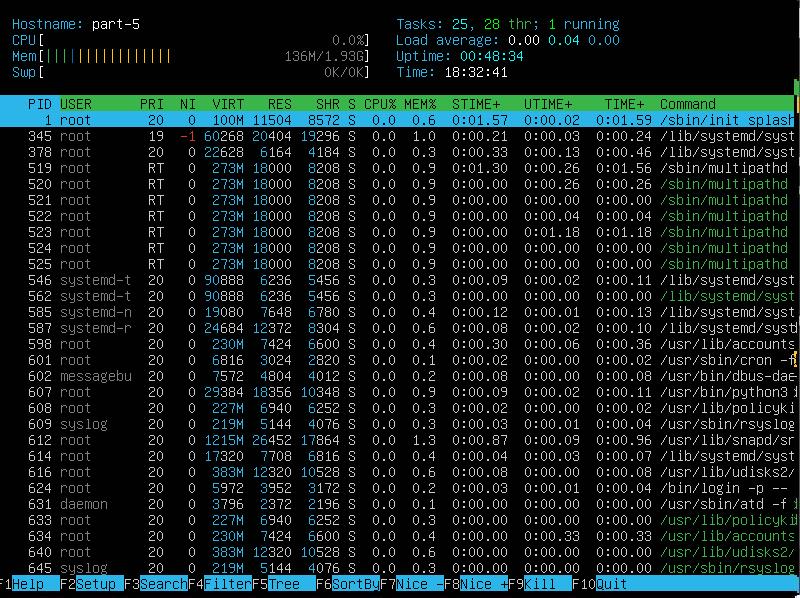 Hostname: part-5
Tasks: 25, 28 thr; 1 running
CPU[ 0.0%]
Load average: 0.00 0.04 0.00
Mem[||||||||||||||||| 136M/1.93G]
Uptime: 00:48:34
Swp[ 0K/0K]
Time: 18:32:41
PID USER PRI NI VIRT RES SHR S CPU% MEM% STIME+ UTIME+ TIME+ Command
1 root 20 0 100M 11504 8572 S 0.0 0.6 0:01.57 0:00.02 0:01.59 /sbin/init splash
345 root 19 -1 60268 20404 19296 S 0.0 1.0 0:00.21 0:00.03 0:00.24 /lib/systemd/syst
378 root 20 0 22628 6164 4184 S 0.0 0.3 0:00.33 0:00.13 0:00.46 /lib/systemd/syst
519 root RT 0 273M 18000 8208 S 0.0 0.9 0:01.30 0:00.26 0:01.56 /sbin/multipathd
520 root RT 0 273M 18000 8208 S 0.0 0.9 0:00.00 0:00.26 0:00.26 /sbin/multipathd
521 root RT 0 273M 18000 8208 S 0.0 0.9 0:00.00 0:00.00 0:00.00 /sbin/multipathd
522 root RT 0 273M 18000 8208 S 0.0 0.9 0:00.00 0:00.04 0:00.04 /sbin/multipathd
523 root RT 0 273M 18000 8208 S 0.0 0.9 0:00.00 0:01.18 0:01.18 /sbin/multipathd
524 root RT 0 273M 18000 8208 S 0.0 0.9 0:00.00 0:00.00 0:00.00 /sbin/multipathd
525 root RT 0 273M 18000 8208 S 0.0 0.9 0:00.00 0:00.00 0:00.00 /sbin/multipathd
546 systemd-t 20 0 90888 6236 5456 S 0.0 0.3 0:00.09 0:00.02 0:00.11 /lib/systemd/syst
562 systemd-t 20 0 90888 6236 5456 S 0.0 0.3 0:00.00 0:00.00 0:00.00 /lib/systemd/syst
585 systemd-n 20 0 19080 7648 6780 S 0.0 0.4 0:00.12 0:00.01 0:00.13 /lib/systemd/syst
587 systemd-r 20 0 24684 12372 8304 S 0.0 0.6 0:00.08 0:00.02 0:00.10 /lib/systemd/syst
598 root 20 0 230M 7424 6600 S 0.0 0.4 0:00.30 0:00.06 0:00.36 /usr/lib/accounts
601 root 20 0 6816 3024 2820 S 0.0 0.1 0:00.02 0:00.00 0:00.02 /usr/sbin/cron -f
602 messagebu 20 0 7572 4804 4012 S 0.0 0.2 0:00.08 0:00.00 0:00.08 /usr/bin/dbus-dae
607 root 20 0 29384 18356 10348 S 0.0 0.9 0:00.09 0:00.02 0:00.11 /usr/bin/python3
608 root 20 0 227M 6940 6252 S 0.0 0.3 0:00.02 0:00.00 0:00.02 /usr/lib/policyki
609 syslog 20 0 219M 5144 4076 S 0.0 0.3 0:00.03 0:00.01 0:00.04 /usr/sbin/rsyslog
612 root 20 0 1215M 26452 17864 S 0.0 1.3 0:00.87 0:00.09 0:00.96 /usr/lib/snapd/sn
614 root 20 0 17320 7708 6816 S 0.0 0.4 0:00.04 0:00.03 0:00.07 /lib/systemd/syst
616 root 20 0 383M 12320 10528 S 0.0 0.6 0:00.08 0:00.00 0:00.08 /usr/lib/udisks2/
624 root 20 0 5972 3952 3172 S 0.0 0.2 0:00.03 0:00.01 0:00.04 /bin/login -p --
631 daemon 20 0 3796 2372 2196 S 0.0 0.1 0:00.00 0:00.00 0:00.00 /usr/sbin/atd -f
633 root 20 0 227M 6940 6252 S 0.0 0.3 0:00.00 0:00.00 0:00.00 /usr/lib/policyki
634 root 20 0 230M 7424 6600 S 0.0 0.4 0:00.00 0:00.33 0:00.33 /usr/lib/accounts
640 root 20 0 383M 12320 10528 S 0.0 0.6 0:00.00 0:00.00 0:00.00 /usr/lib/udisks2/
645 syslog 20 0 219M 5144 4076 S 0.0 0.3 0:00.00 0:00.00 0:00.00 /usr/sbin/rsyslog
F1Help F2Setup F3SearchF4FilterF5Tree F6SortByF7Nice -F8Nice +F9Kill F10Quit